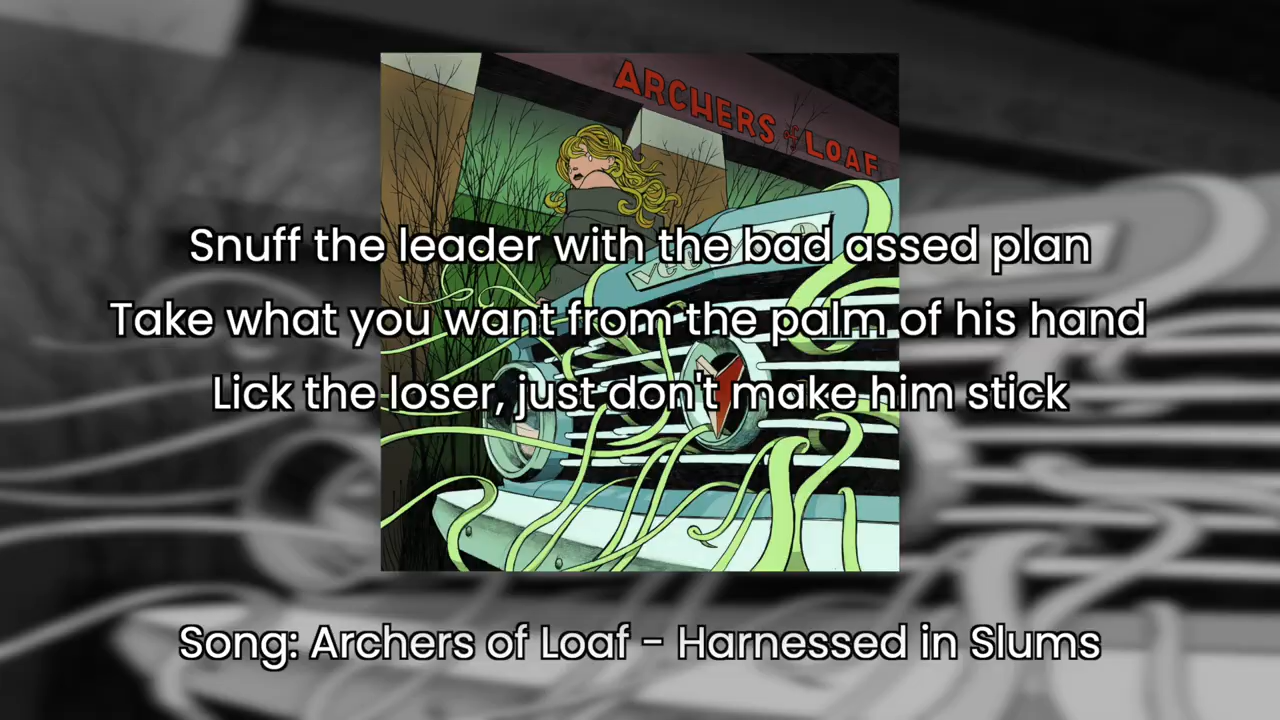 ARCHERS of LOAF
Snuff the leader with the bad assed plan
Take what you want from the palm of his hand
Lick the loser, just don't make him stick
Song: Archers of Loaf - Harnessed in Slums